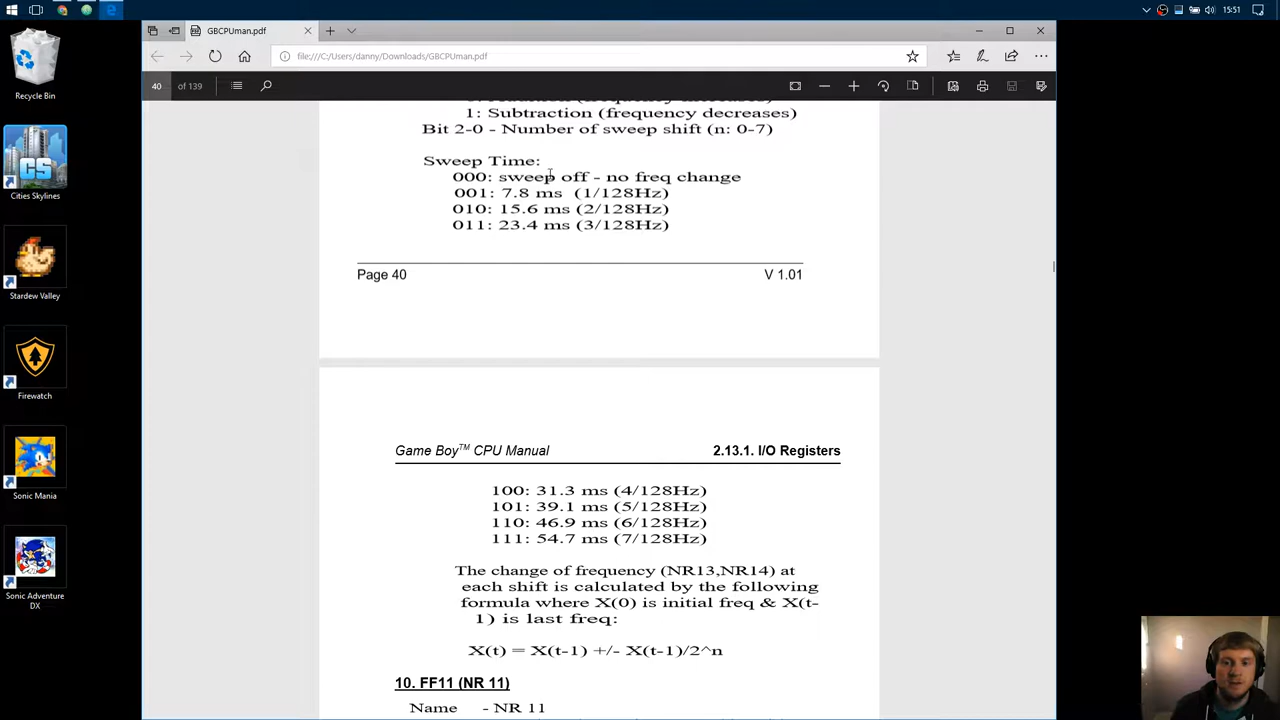 15:51
Recycle Bin
CS
Cities Skylines
Stardew Valley
Firewatch
Sonic Mania
Sonic Adventure
DX
GBCPUman.pdf
file:///C:/Users/danny/Downloads/GBCPUman.pdf
40 of 139
0: Addition (frequency increases)
1: Subtraction (frequency decreases)
Bit 2-0 - Number of sweep shift (n: 0-7)
Sweep Time:
000: sweep off - no freq change
001: 7.8 ms (1/128Hz)
010: 15.6 ms (2/128Hz)
011: 23.4 ms (3/128Hz)
Page 40 V 1.01
Game Boy™ CPU Manual 2.13.1. I/O Registers
100: 31.3 ms (4/128Hz)
101: 39.1 ms (5/128Hz)
110: 46.9 ms (6/128Hz)
111: 54.7 ms (7/128Hz)
The change of frequency (NR13,NR14) at
each shift is calculated by the following
formula where X(0) is initial freq & X(t-
1) is last freq:
X(t) = X(t-1) +/- X(t-1)/2^n
10. FF11 (NR 11)
Name - NR 11